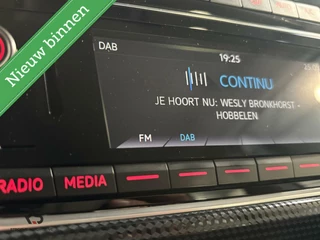 Nieuw binnen
DAB
19:25
CONTINU
JE HOORT NU: WESLY BRONKHORST -
HOBBELEN
FM DAB
RADIO MEDIA